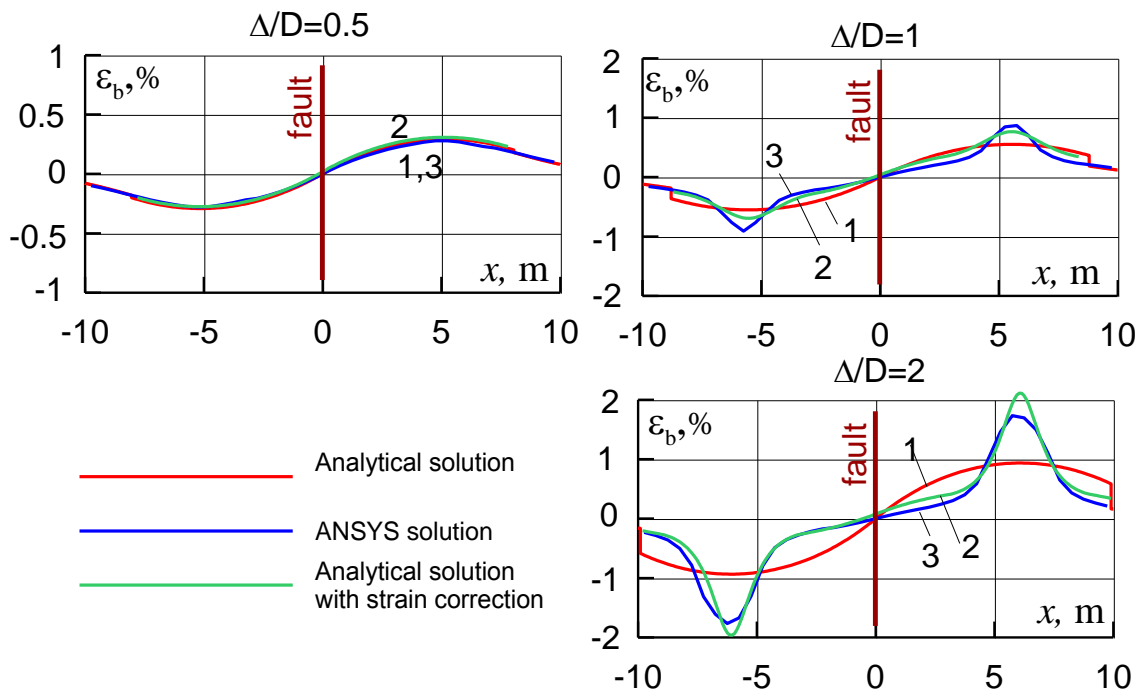 Δ/D=0.5
1
0.5
0
-0.5
-1
ε_b,%
fault
2
1,3
x, m
-10 -5 0 5 10
Δ/D=1
2
1
0
-1
-2
ε_b,%
fault
3
1
2
x, m
-10 -5 0 5 10
Δ/D=2
2
1
0
-1
-2
ε_b,%
fault
1
3
2
x, m
-10 -5 0 5 10
Analytical solution
ANSYS solution
Analytical solution
with strain correction